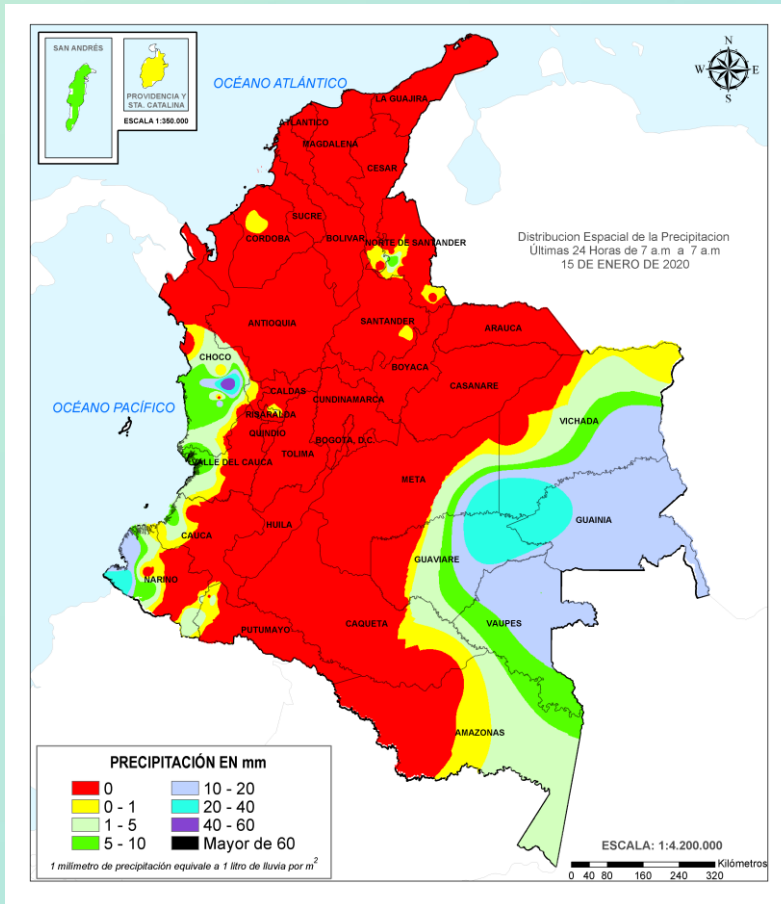 SAN ANDRÉS
PROVIDENCIA Y
STA. CATALINA
ESCALA 1:350.000
N
W
E
S
OCÉANO ATLÁNTICO
LA GUAJIRA
ATLANTICO
MAGDALENA
CESAR
SUCRE
CORDOBA
BOLIVAR
NORTE DE SANTANDER
Distribucion Espacial de la Precipitacion
Últimas 24 Horas de 7 a.m a 7 a.m
15 DE ENERO DE 2020
ANTIOQUIA
SANTANDER
ARAUCA
CHOCO
BOYACA
CALDAS
CASANARE
CUNDINAMARCA
OCÉANO PACÍFICO
RISARALDA
VICHADA
QUINDIO
BOGOTA, D.C.
TOLIMA
VALLE DEL CAUCA
META
GUAINIA
HUILA
CAUCA
GUAVIARE
NARIÑO
VAUPES
CAQUETA
PUTUMAYO
AMAZONAS
PRECIPITACIÓN EN mm
0
0 - 1
1 - 5
5 - 10
10 - 20
20 - 40
40 - 60
Mayor de 60
1 milímetro de precipitación equivale a 1 litro de lluvia por m²
ESCALA: 1:4.200.000
Kilómetros
0 40 80 160 240 320